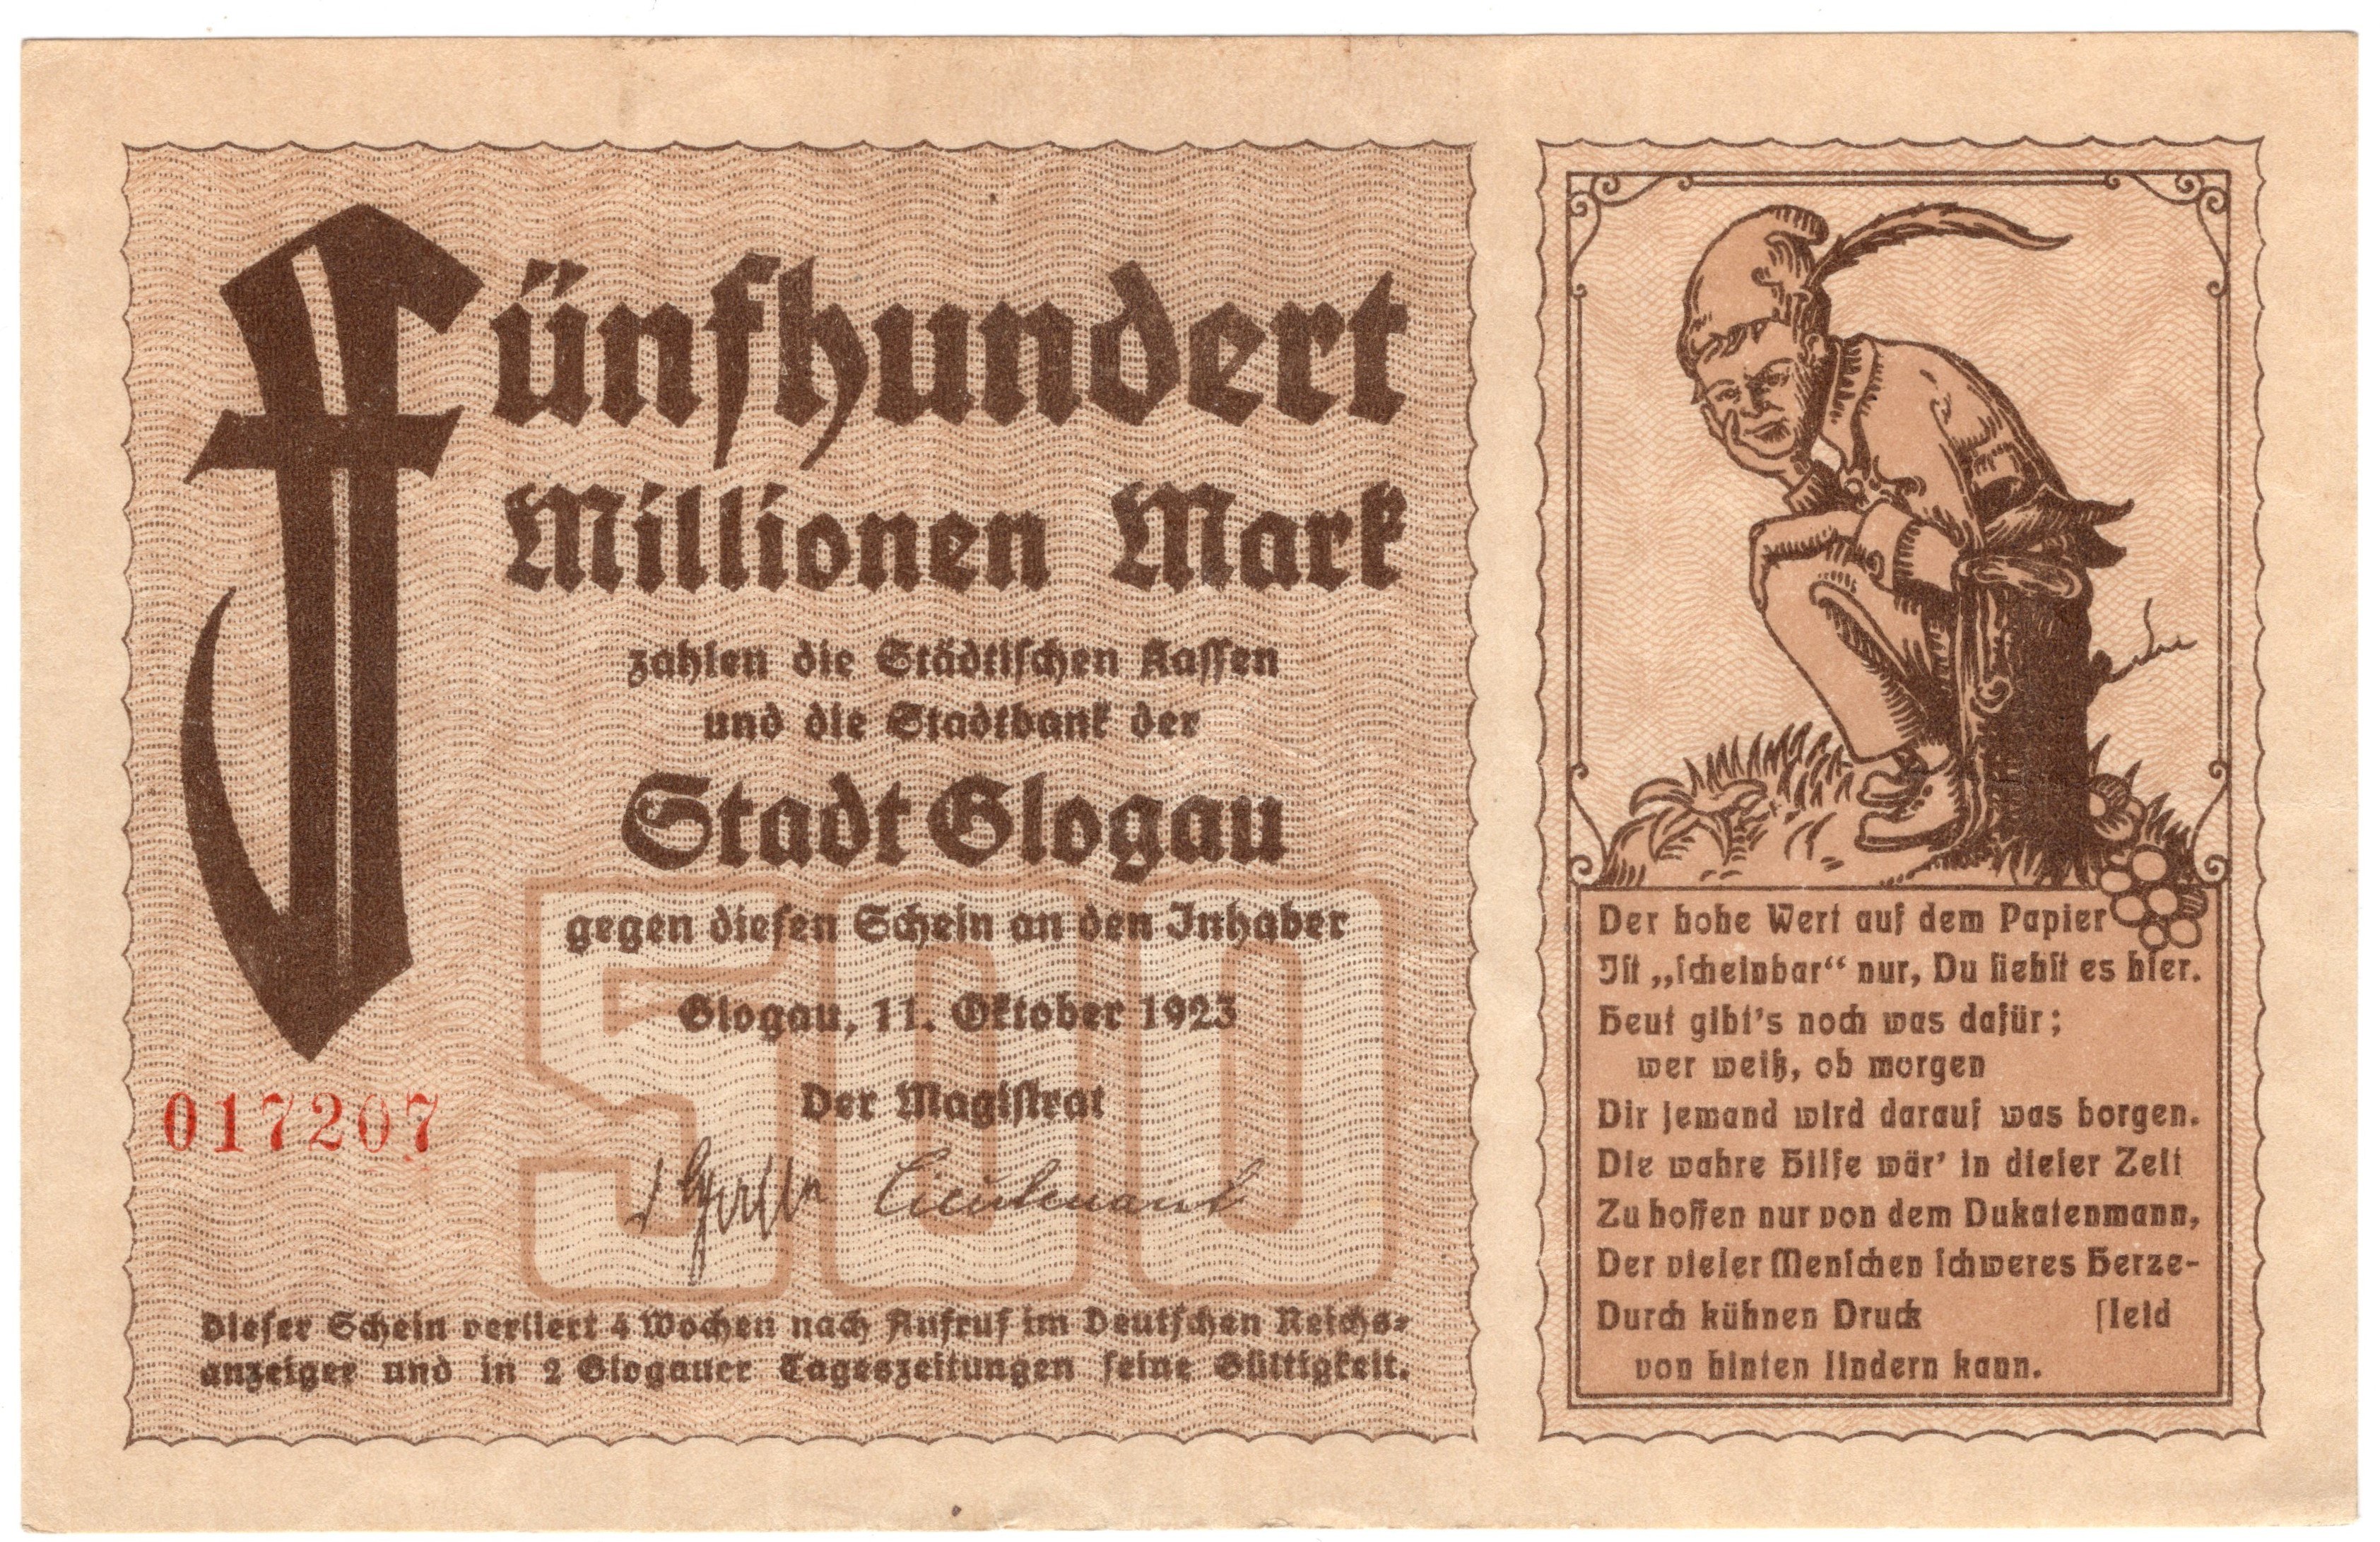 Fünfhundert
Millionen Mark
zahlen die Städtischen Kassen
und die Stadtbank der
Stadt Glogau
gegen diesen Schein an den Inhaber
500
Glogau, 11. Oktober 1923
Der Magistrat
017207
Dieser Schein verliert 4 Wochen nach Aufruf im Deutschen Reichs-
anzeiger und in 2 Glogauer Tageszeitungen seine Gültigkeit.
Der hohe Wert auf dem Papier
Ist „scheinbar“ nur, Du siehst es hier.
Heut gibt's noch was dafür;
wer weiß, ob morgen
Dir jemand wird darauf was borgen.
Die wahre Hilfe wär' in dieser Zeit
Zu hoffen nur von dem Dukatenmann,
Der vieler Menschen schweres Herze-
Durch kühnen Druck [leid
von hinten lindern kann.